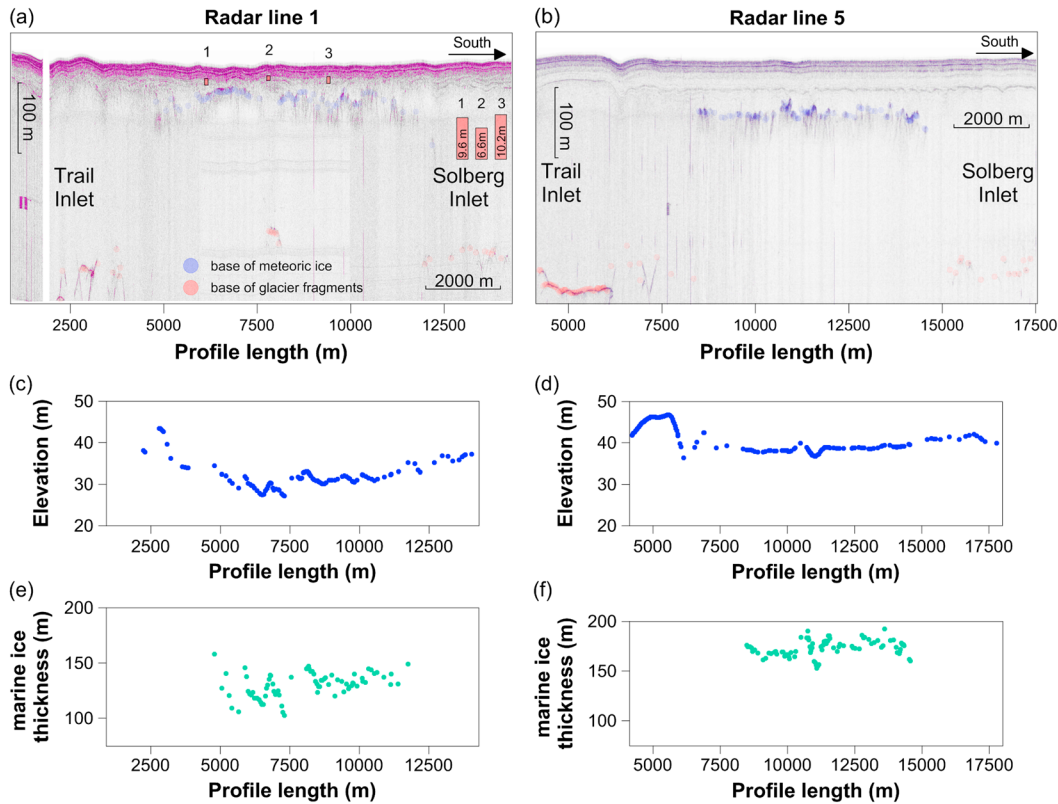 (a)
Radar line 1
South
1
2
3
100 m
1 2 3
9.6 m
6.6m
10.2m
Trail
Inlet
Solberg
Inlet
base of meteoric ice
base of glacier fragments
2000 m
2500 5000 7500 10000 12500
Profile length (m)
(b)
Radar line 5
South
100 m
2000 m
Trail
Inlet
Solberg
Inlet
5000 7500 10000 12500 15000 17500
Profile length (m)
(c)
50
40
30
20
Elevation (m)
2500 5000 7500 10000 12500
Profile length (m)
(d)
50
40
30
20
Elevation (m)
5000 7500 10000 12500 15000 17500
Profile length (m)
(e)
200
150
100
marine ice
thickness (m)
2500 5000 7500 10000 12500
Profile length (m)
(f)
200
150
100
marine ice
thickness (m)
5000 7500 10000 12500 15000 17500
Profile length (m)